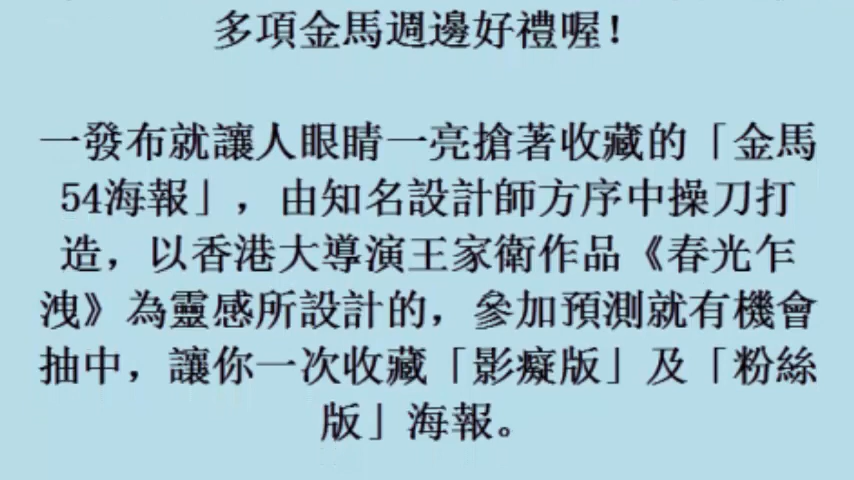 多項金馬週邊好禮喔！
一發布就讓人眼睛一亮搶著收藏的「金馬
54海報」，由知名設計師方序中操刀打
造，以香港大導演王家衛作品《春光乍
洩》為靈感所設計的，參加預測就有機會
抽中，讓你一次收藏「影癡版」及「粉絲
版」海報。